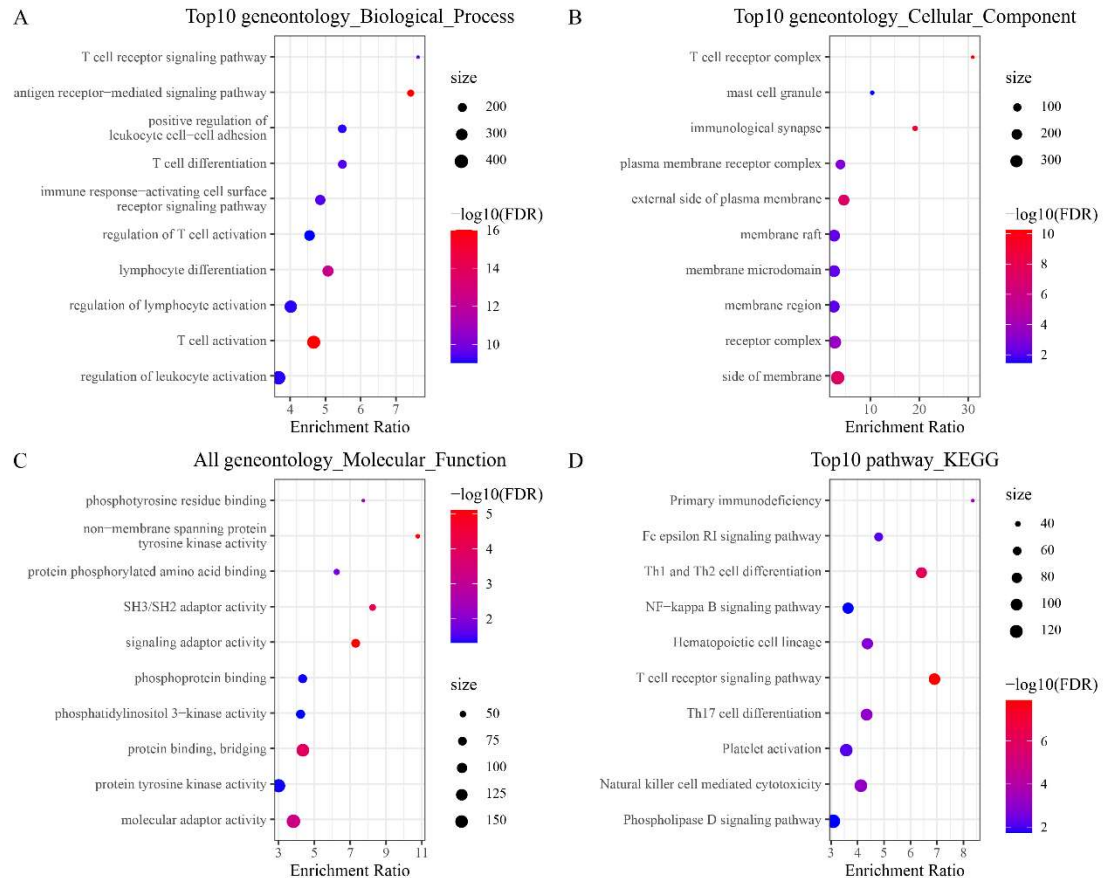 A
Top10 geneontology_Biological_Process
T cell receptor signaling pathway
antigen receptor−mediated signaling pathway
positive regulation of
leukocyte cell−cell adhesion
T cell differentiation
immune response−activating cell surface
receptor signaling pathway
regulation of T cell activation
lymphocyte differentiation
regulation of lymphocyte activation
T cell activation
regulation of leukocyte activation
4 5 6 7
Enrichment Ratio
size
200
300
400
−log10(FDR)
16
14
12
10
B
Top10 geneontology_Cellular_Component
T cell receptor complex
mast cell granule
immunological synapse
plasma membrane receptor complex
external side of plasma membrane
membrane raft
membrane microdomain
membrane region
receptor complex
side of membrane
10 20 30
Enrichment Ratio
size
100
200
300
−log10(FDR)
10
8
6
4
2
C
All geneontology_Molecular_Function
phosphotyrosine residue binding
non−membrane spanning protein
tyrosine kinase activity
protein phosphorylated amino acid binding
SH3/SH2 adaptor activity
signaling adaptor activity
phosphoprotein binding
phosphatidylinositol 3−kinase activity
protein binding, bridging
protein tyrosine kinase activity
molecular adaptor activity
3 5 7 9 11
Enrichment Ratio
−log10(FDR)
5
4
3
2
size
50
75
100
125
150
D
Top10 pathway_KEGG
Primary immunodeficiency
Fc epsilon RI signaling pathway
Th1 and Th2 cell differentiation
NF−kappa B signaling pathway
Hematopoietic cell lineage
T cell receptor signaling pathway
Th17 cell differentiation
Platelet activation
Natural killer cell mediated cytotoxicity
Phospholipase D signaling pathway
3 4 5 6 7 8
Enrichment Ratio
size
40
60
80
100
120
−log10(FDR)
6
4
2